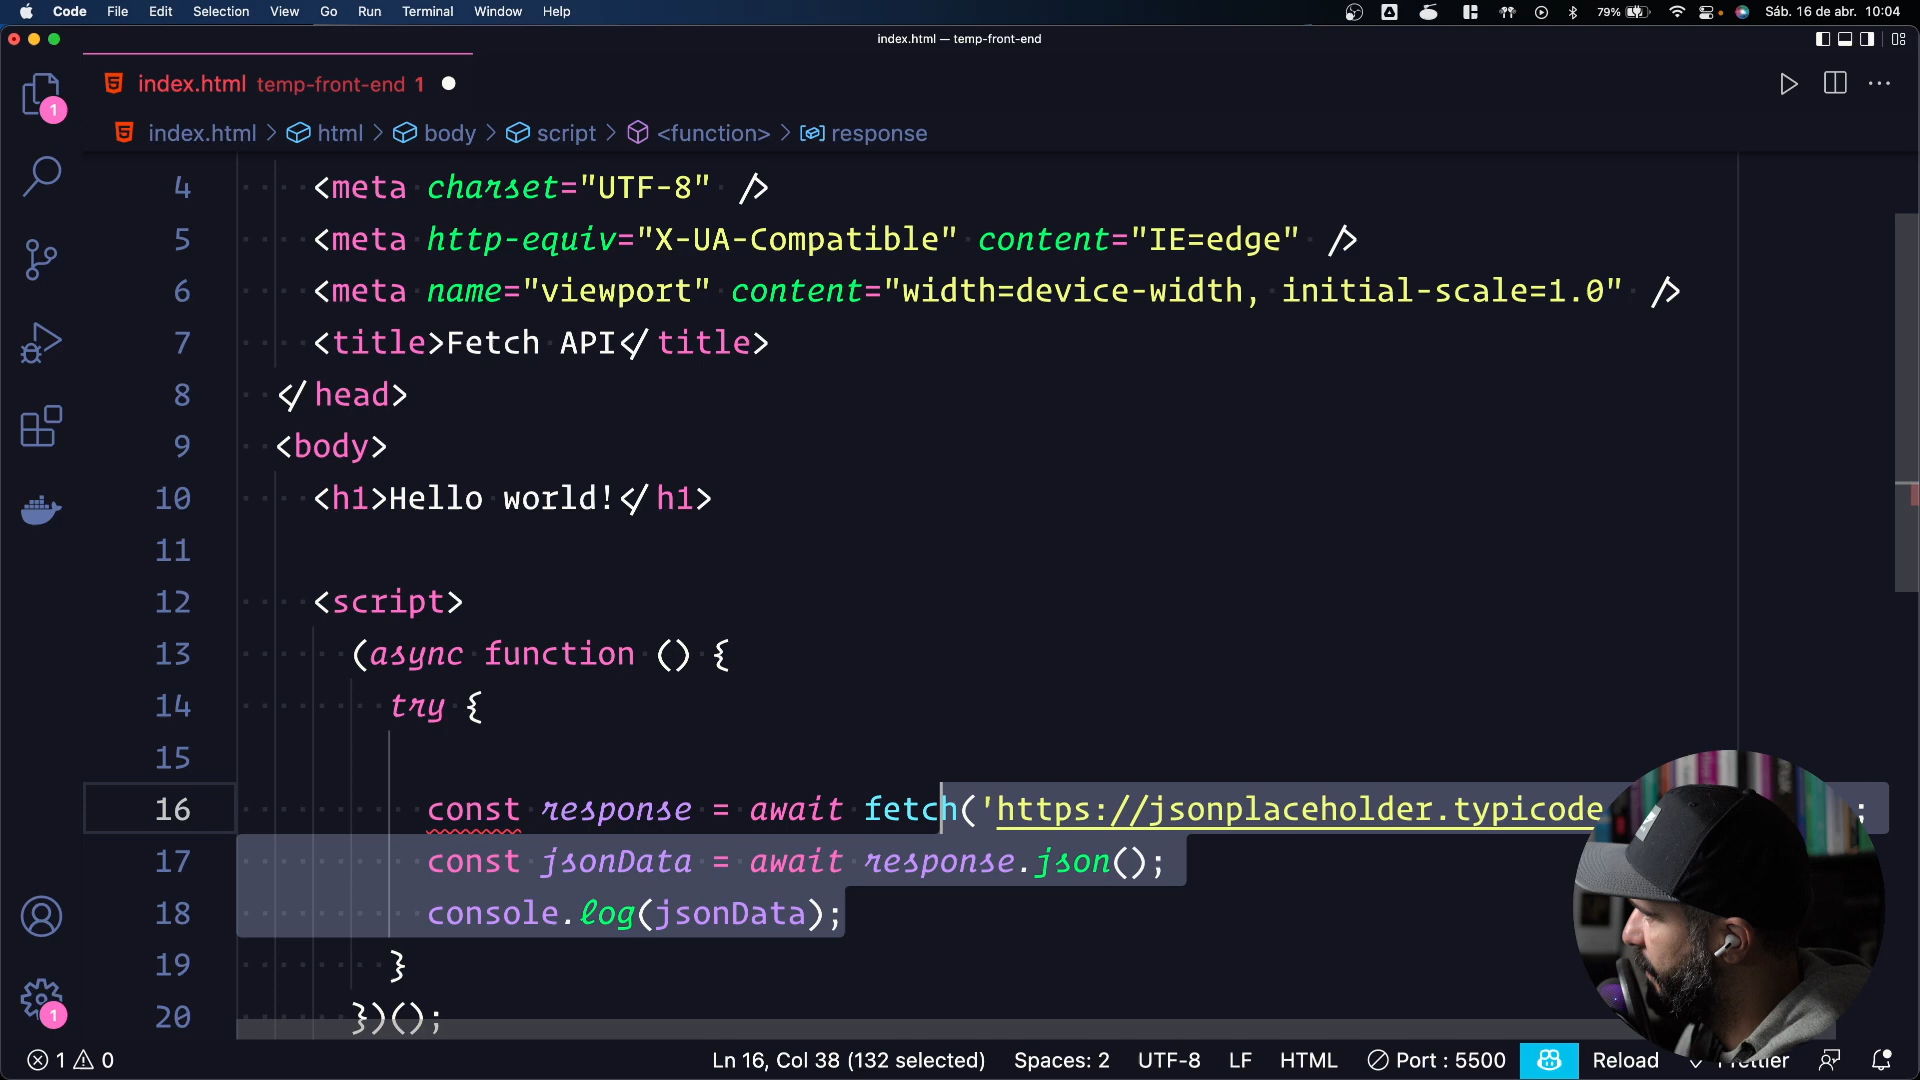 Code File Edit Selection View Go Run Terminal Window Help 79% Sáb. 16 de abr. 10:04
index.html — temp-front-end
index.html temp-front-end 1
1
index.html > html > body > script > <function> > response
4 <meta charset="UTF-8" />
5 <meta http-equiv="X-UA-Compatible" content="IE=edge" />
6 <meta name="viewport" content="width=device-width, initial-scale=1.0" />
7 <title>Fetch API</title>
8 </head>
9 <body>
10 <h1>Hello world!</h1>
11
12 <script>
13 (async function () {
14 try {
15
16 const response = await fetch('https://jsonplaceholder.typicode ;
17 const jsonData = await response.json();
18 console.log(jsonData);
19 }
20 })();
1
1 0 Ln 16, Col 38 (132 selected) Spaces: 2 UTF-8 LF HTML Port : 5500 Reload Prettier